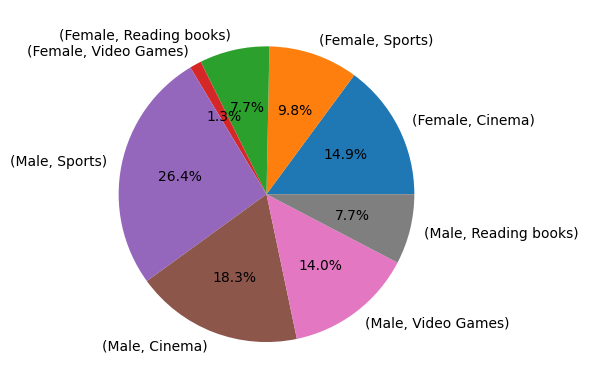 (Female, Reading books)
(Female, Sports)
(Female, Video Games)
7.7%
9.8%
1.3%
(Female, Cinema)
14.9%
(Male, Sports)
26.4%
7.7%
(Male, Reading books)
14.0%
18.3%
(Male, Video Games)
(Male, Cinema)